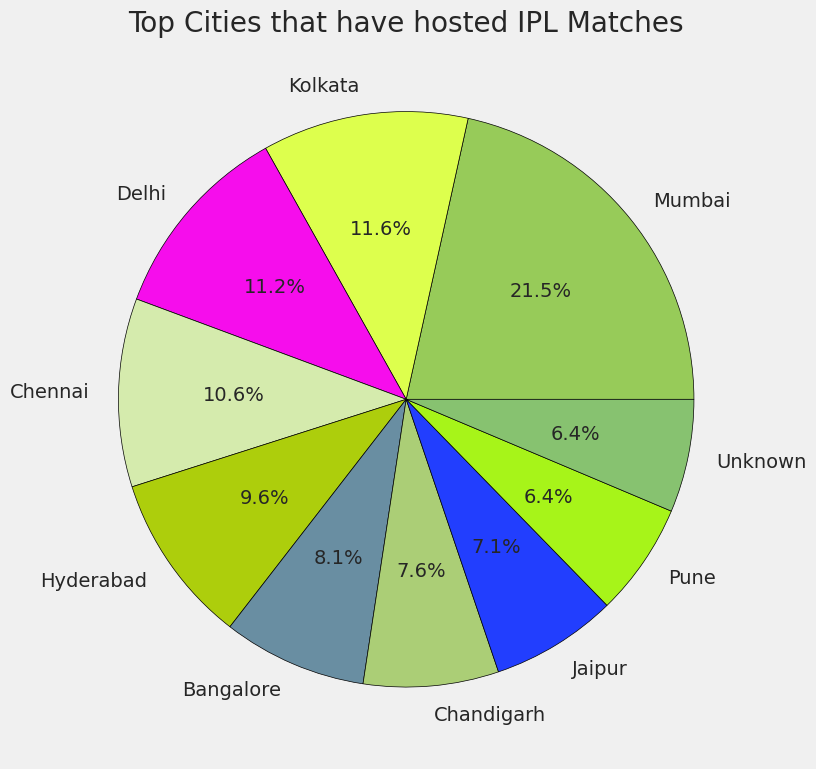 Top Cities that have hosted IPL Matches
Kolkata
Delhi
Mumbai
11.6%
11.2%
21.5%
Chennai
10.6%
6.4%
Unknown
9.6%
6.4%
8.1%
7.6%
7.1%
Hyderabad
Pune
Bangalore
Jaipur
Chandigarh